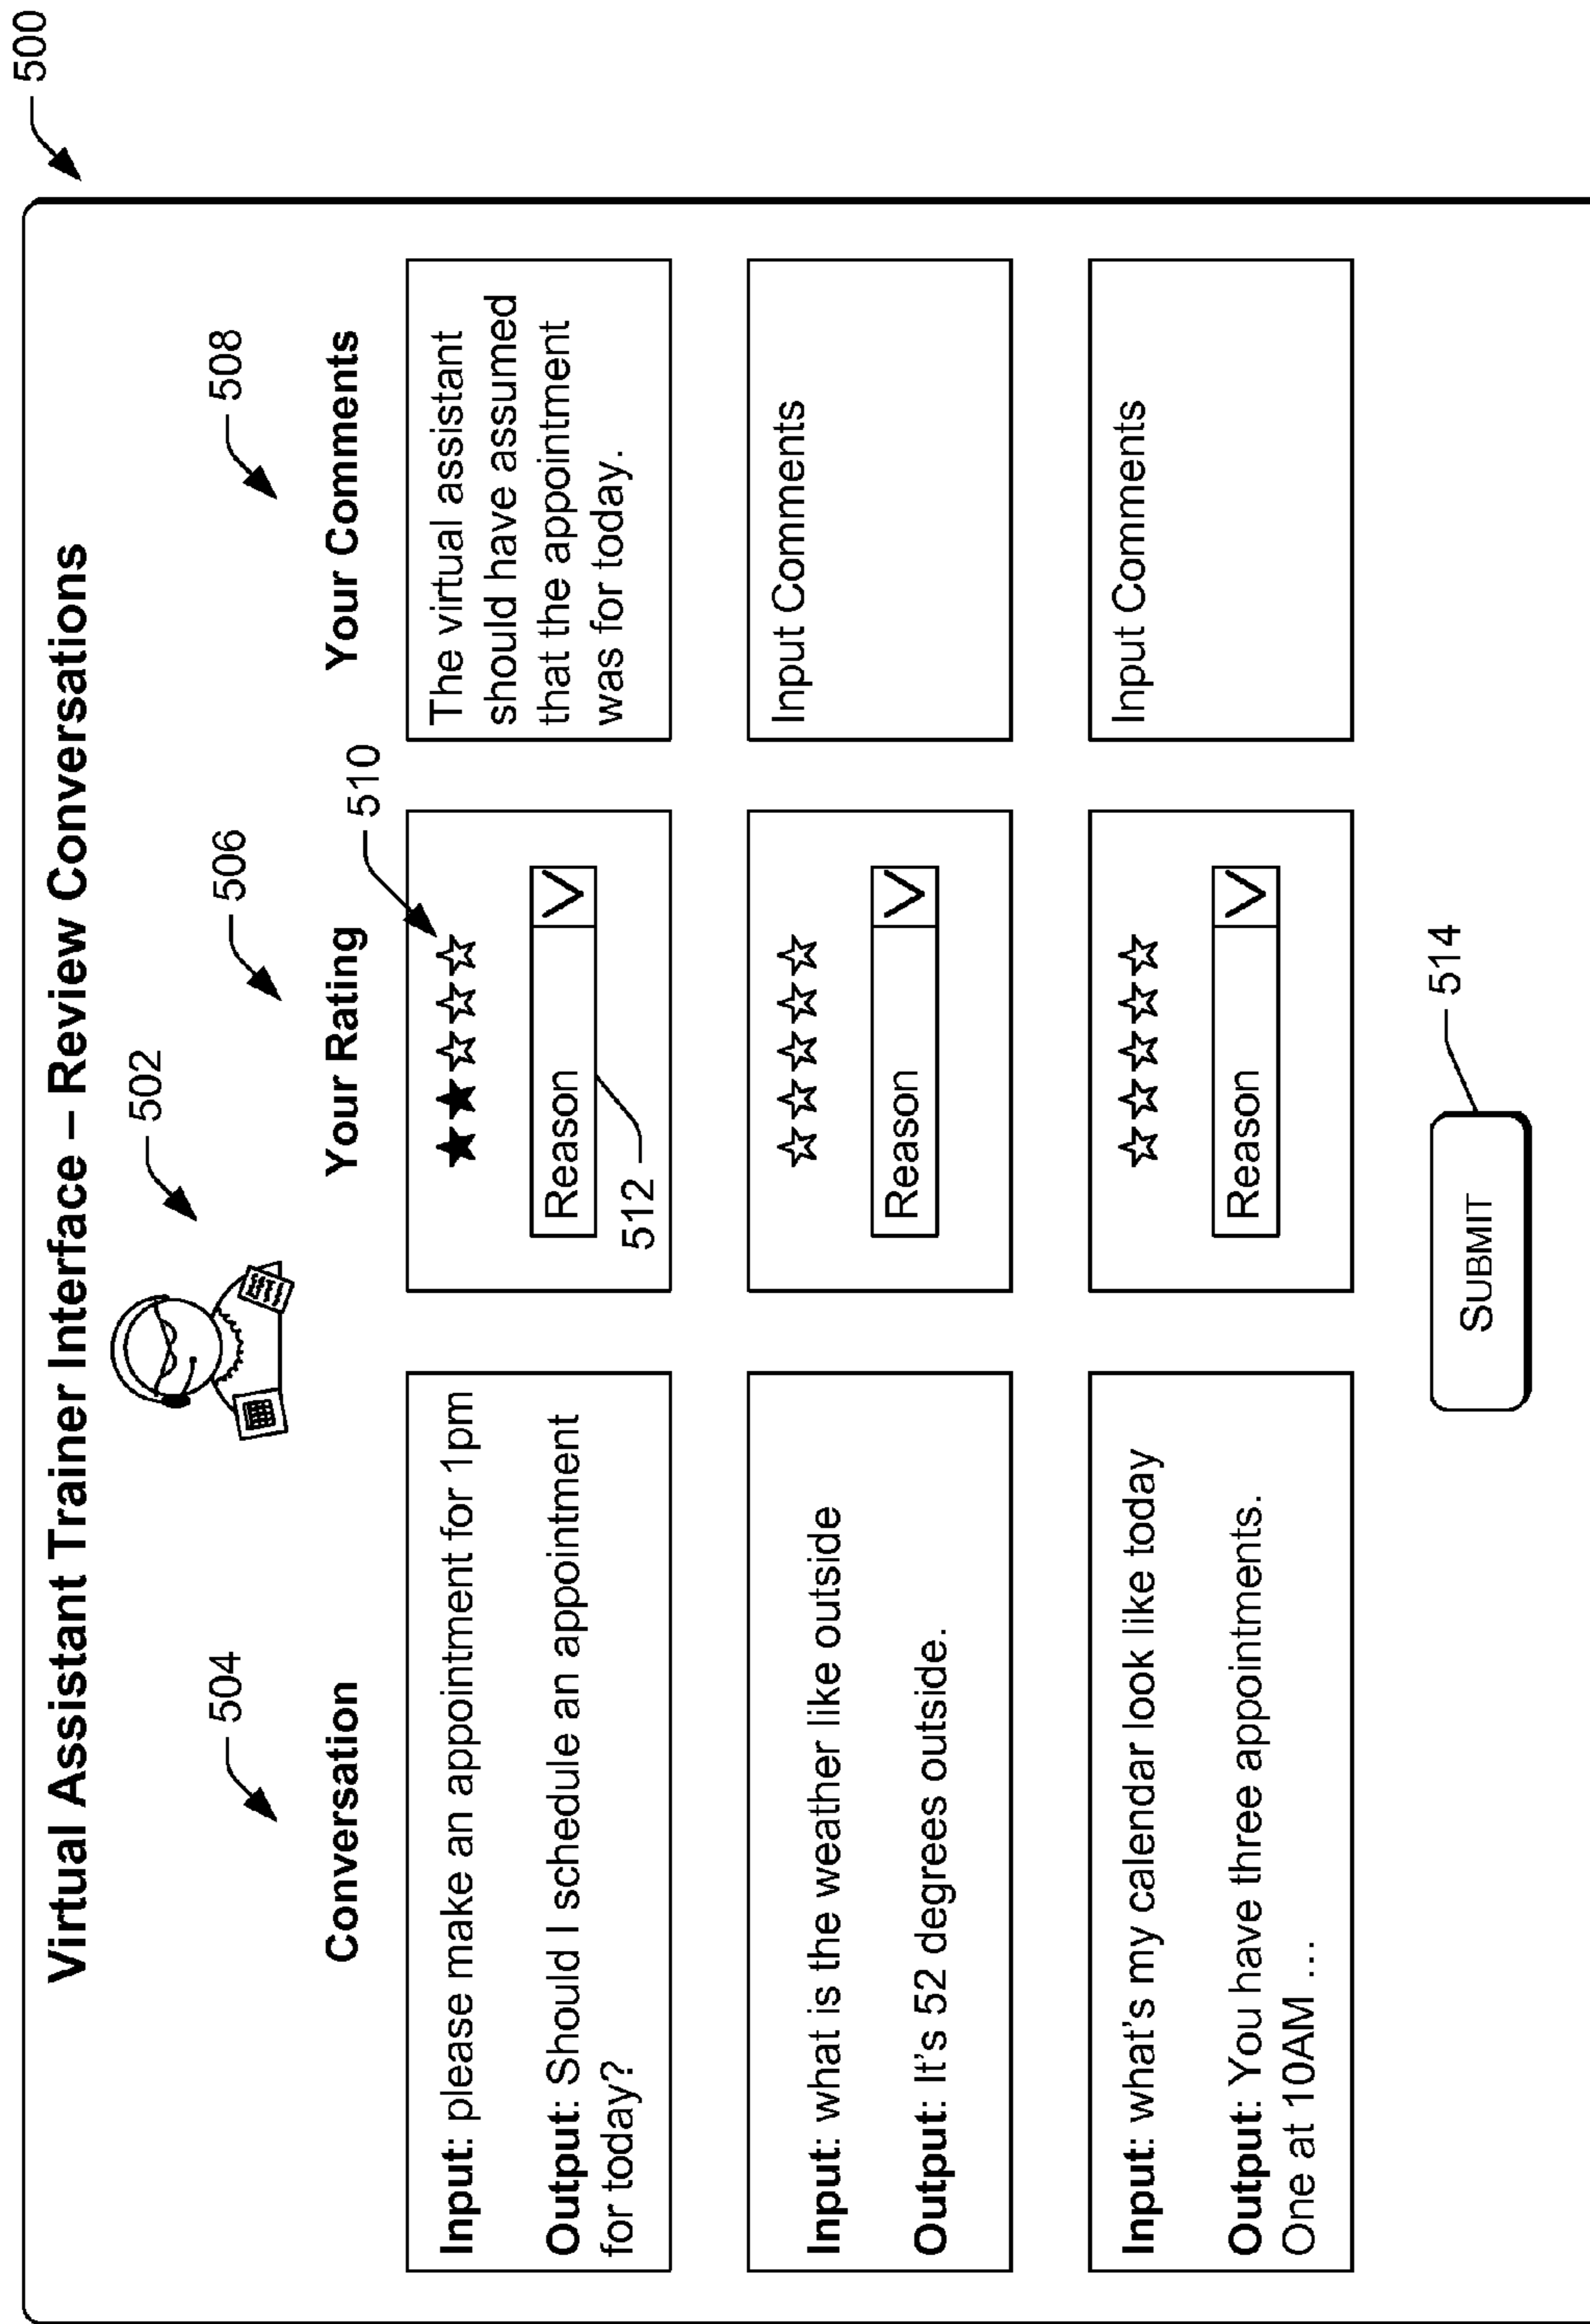 500
Virtual Assistant Trainer Interface – Review Conversations
502
504
506
508
Conversation
Your Rating
Your Comments
510
Input: please make an appointment for 1pm
Output: Should I schedule an appointment
for today?
Reason
512
The virtual assistant
should have assumed
that the appointment
was for today.
Input: what is the weather like outside
Output: It's 52 degrees outside.
Reason
Input Comments
Input: what's my calendar look like today
Output: You have three appointments.
One at 10AM ...
Reason
Input Comments
SUBMIT
514